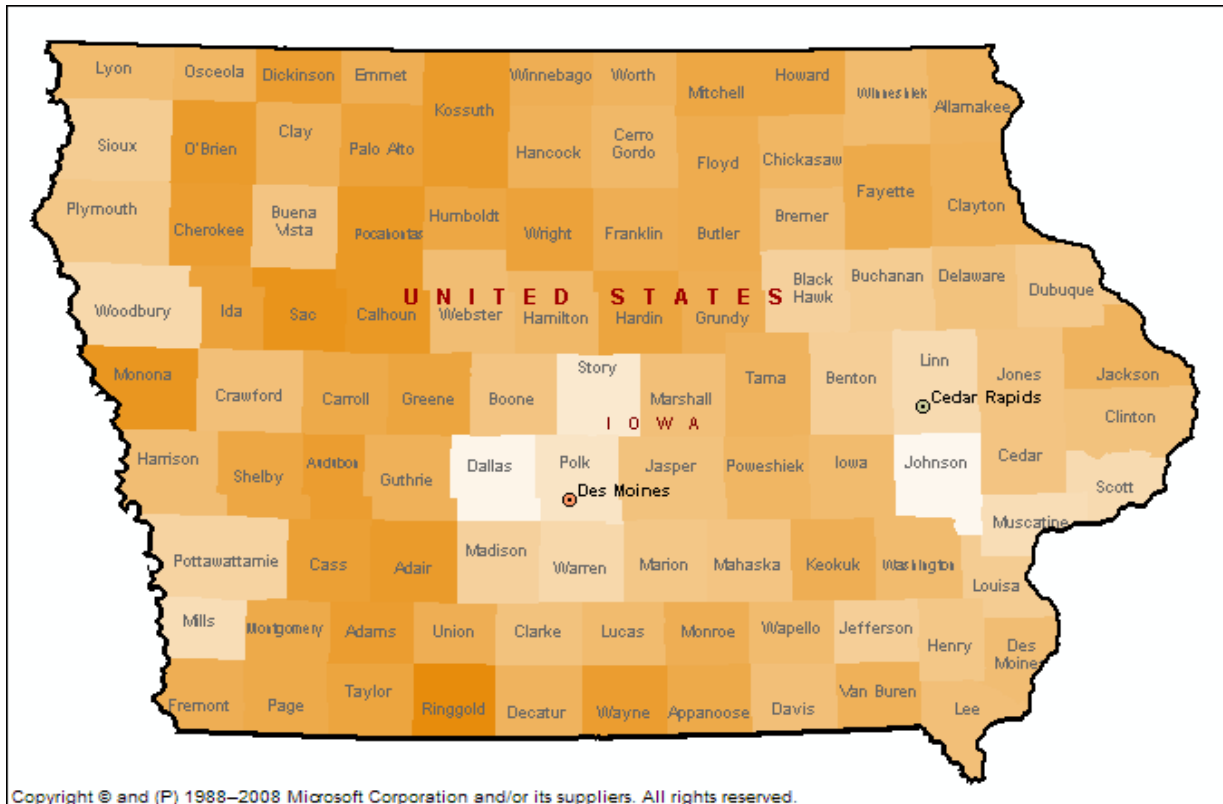 Lyon
Osceola
Dickinson
Emmet
Kossuth
Winnebago
Worth
Mitchell
Howard
Winneshiek
Allamakee
Sioux
O'Brien
Clay
Palo Alto
Hancock
Cerro
Gordo
Floyd
Chickasaw
Fayette
Clayton
Plymouth
Cherokee
Buena
Vista
Pocahontas
Humboldt
Wright
Franklin
Butler
Bremer
Black
Hawk
Buchanan
Delaware
Dubuque
UNITED STATES
Woodbury
Ida
Sac
Calhoun
Webster
Hamilton
Hardin
Grundy
Monona
Crawford
Carroll
Greene
Boone
Story
Marshall
Tama
Benton
Linn
Jones
Jackson
Cedar Rapids
Clinton
IOWA
Harrison
Shelby
Audubon
Guthrie
Dallas
Polk
Jasper
Poweshiek
Iowa
Johnson
Cedar
Scott
Des Moines
Muscatine
Pottawattamie
Cass
Adair
Madison
Warren
Marion
Mahaska
Keokuk
Washington
Louisa
Mills
Montgomery
Adams
Union
Clarke
Lucas
Monroe
Wapello
Jefferson
Henry
Des
Moines
Fremont
Page
Taylor
Ringgold
Decatur
Wayne
Appanoose
Davis
Van Buren
Lee
Copyright © and (P) 1988–2008 Microsoft Corporation and/or its suppliers. All rights reserved.